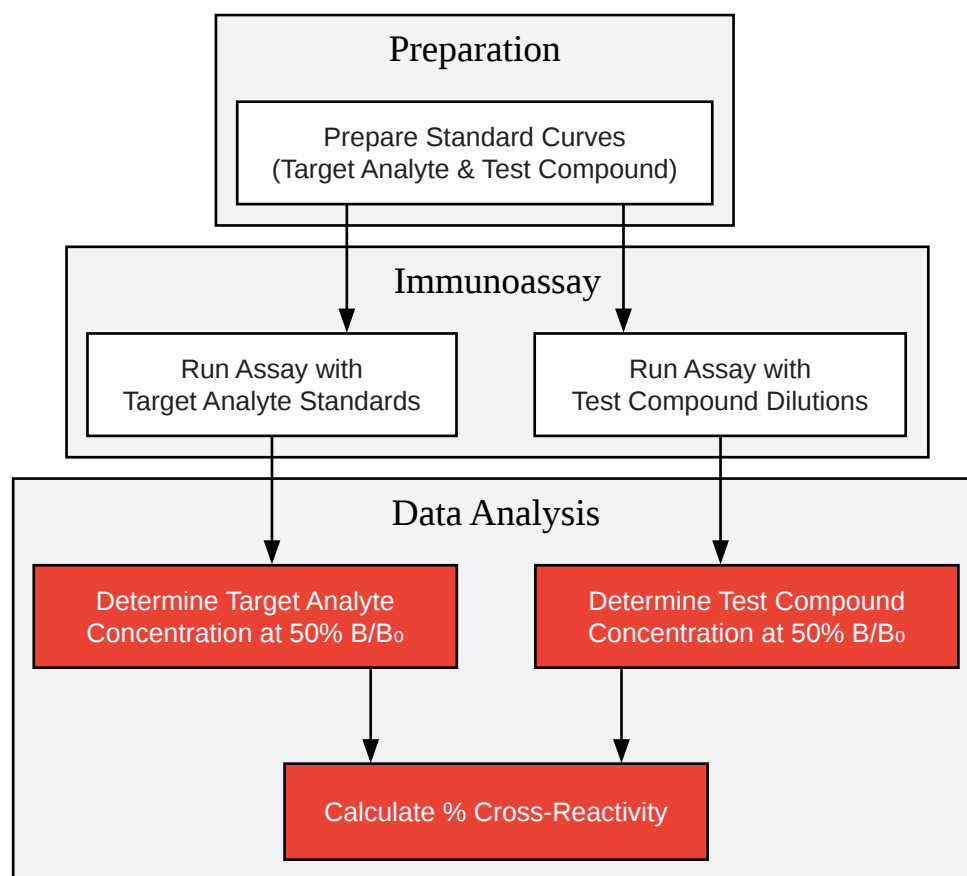 Preparation
Prepare Standard Curves
(Target Analyte & Test Compound)
Immunoassay
Run Assay with
Target Analyte Standards
Run Assay with
Test Compound Dilutions
Data Analysis
Determine Target Analyte
Concentration at 50% B/B₀
Determine Test Compound
Concentration at 50% B/B₀
Calculate % Cross-Reactivity